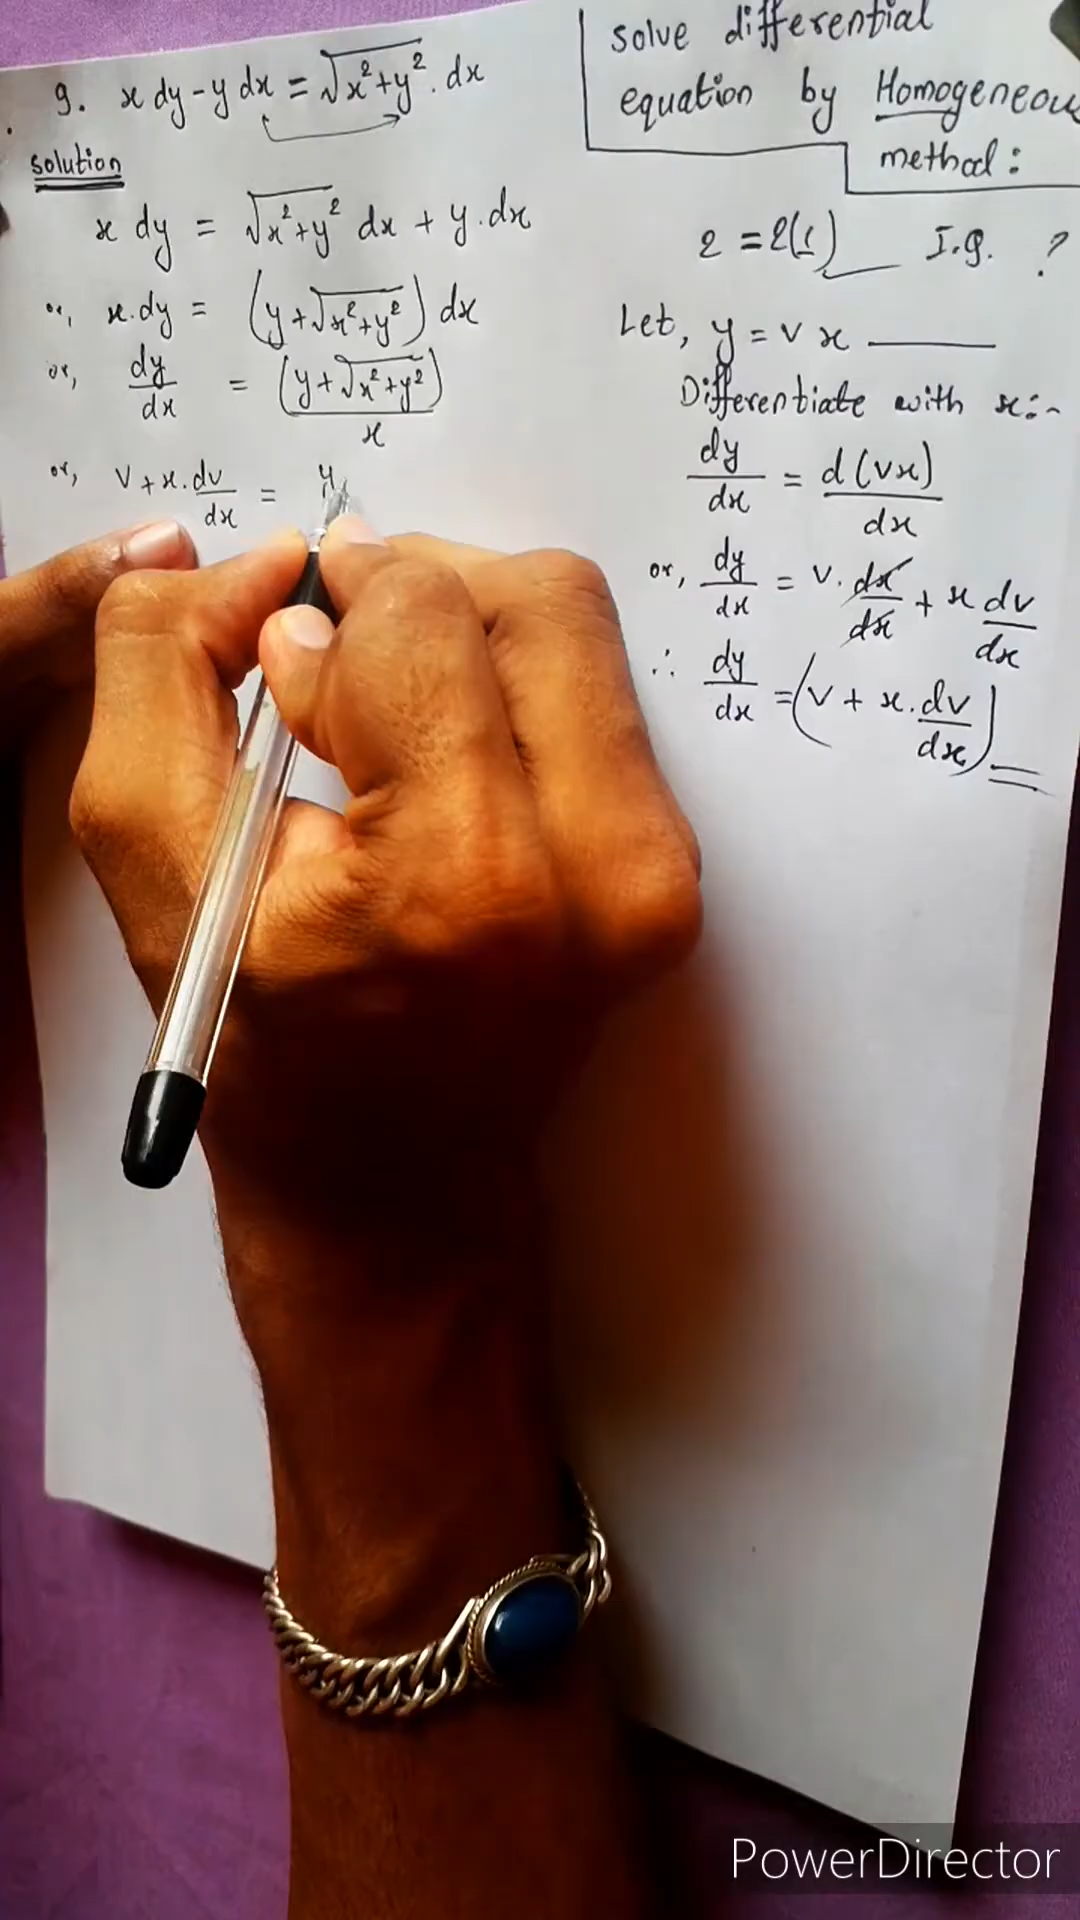 9. x dy - y dx = √x²+y² . dx
solution
x dy = √x²+y² dx + y.dx
or, x.dy = (y + √x²+y²) dx
or, dy/dx = (y + √x²+y²)/x
or, v + x.dv/dx = y
solve differential
equation by Homogeneous
method:
2 = 2(1) I.g. ?
Let, y = v x
Differentiate with x:-
dy/dx = d(vx)/dx
or, dy/dx = v. dx/dx + x dv/dx
∴ dy/dx = (v + x.dv/dx)
PowerDirector